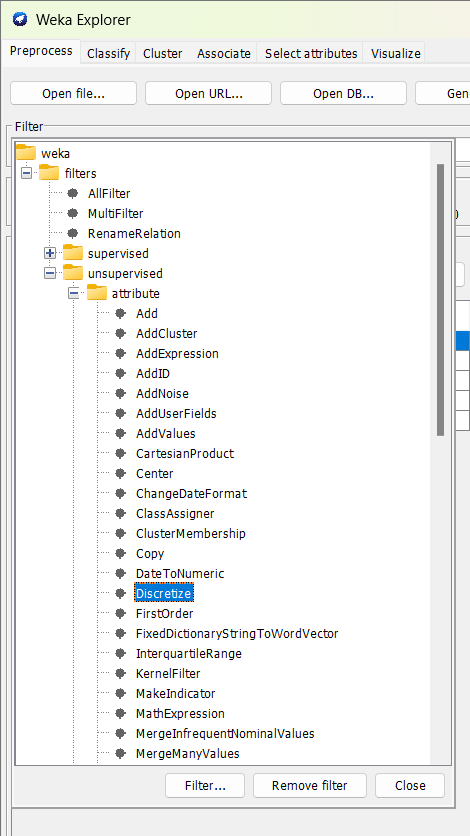 Weka Explorer
Preprocess Classify Cluster Associate Select attributes Visualize
Open file... Open URL... Open DB... Gen
Filter
weka
filters
AllFilter
MultiFilter
RenameRelation
supervised
unsupervised
attribute
Add
AddCluster
AddExpression
AddID
AddNoise
AddUserFields
AddValues
CartesianProduct
Center
ChangeDateFormat
ClassAssigner
ClusterMembership
Copy
DateToNumeric
Discretize
FirstOrder
FixedDictionaryStringToWordVector
InterquartileRange
KernelFilter
MakeIndicator
MathExpression
MergeInfrequentNominalValues
MergeManyValues
Filter... Remove filter Close